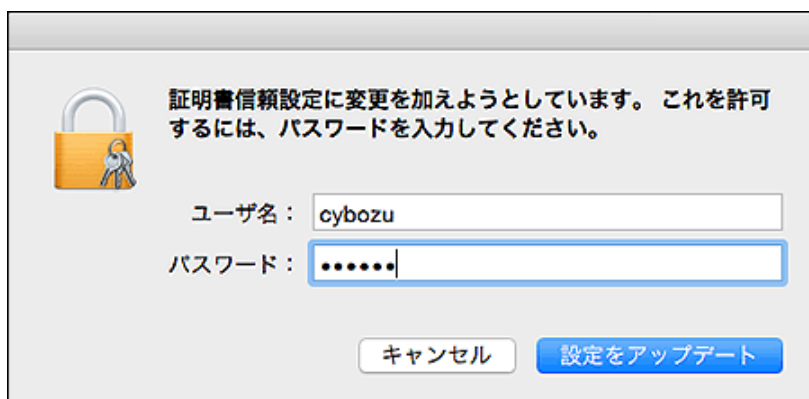 証明書信頼設定に変更を加えようとしています。 これを許可
するには、パスワードを入力してください。
ユーザ名： cybozu
パスワード： ••••••
キャンセル 設定をアップデート